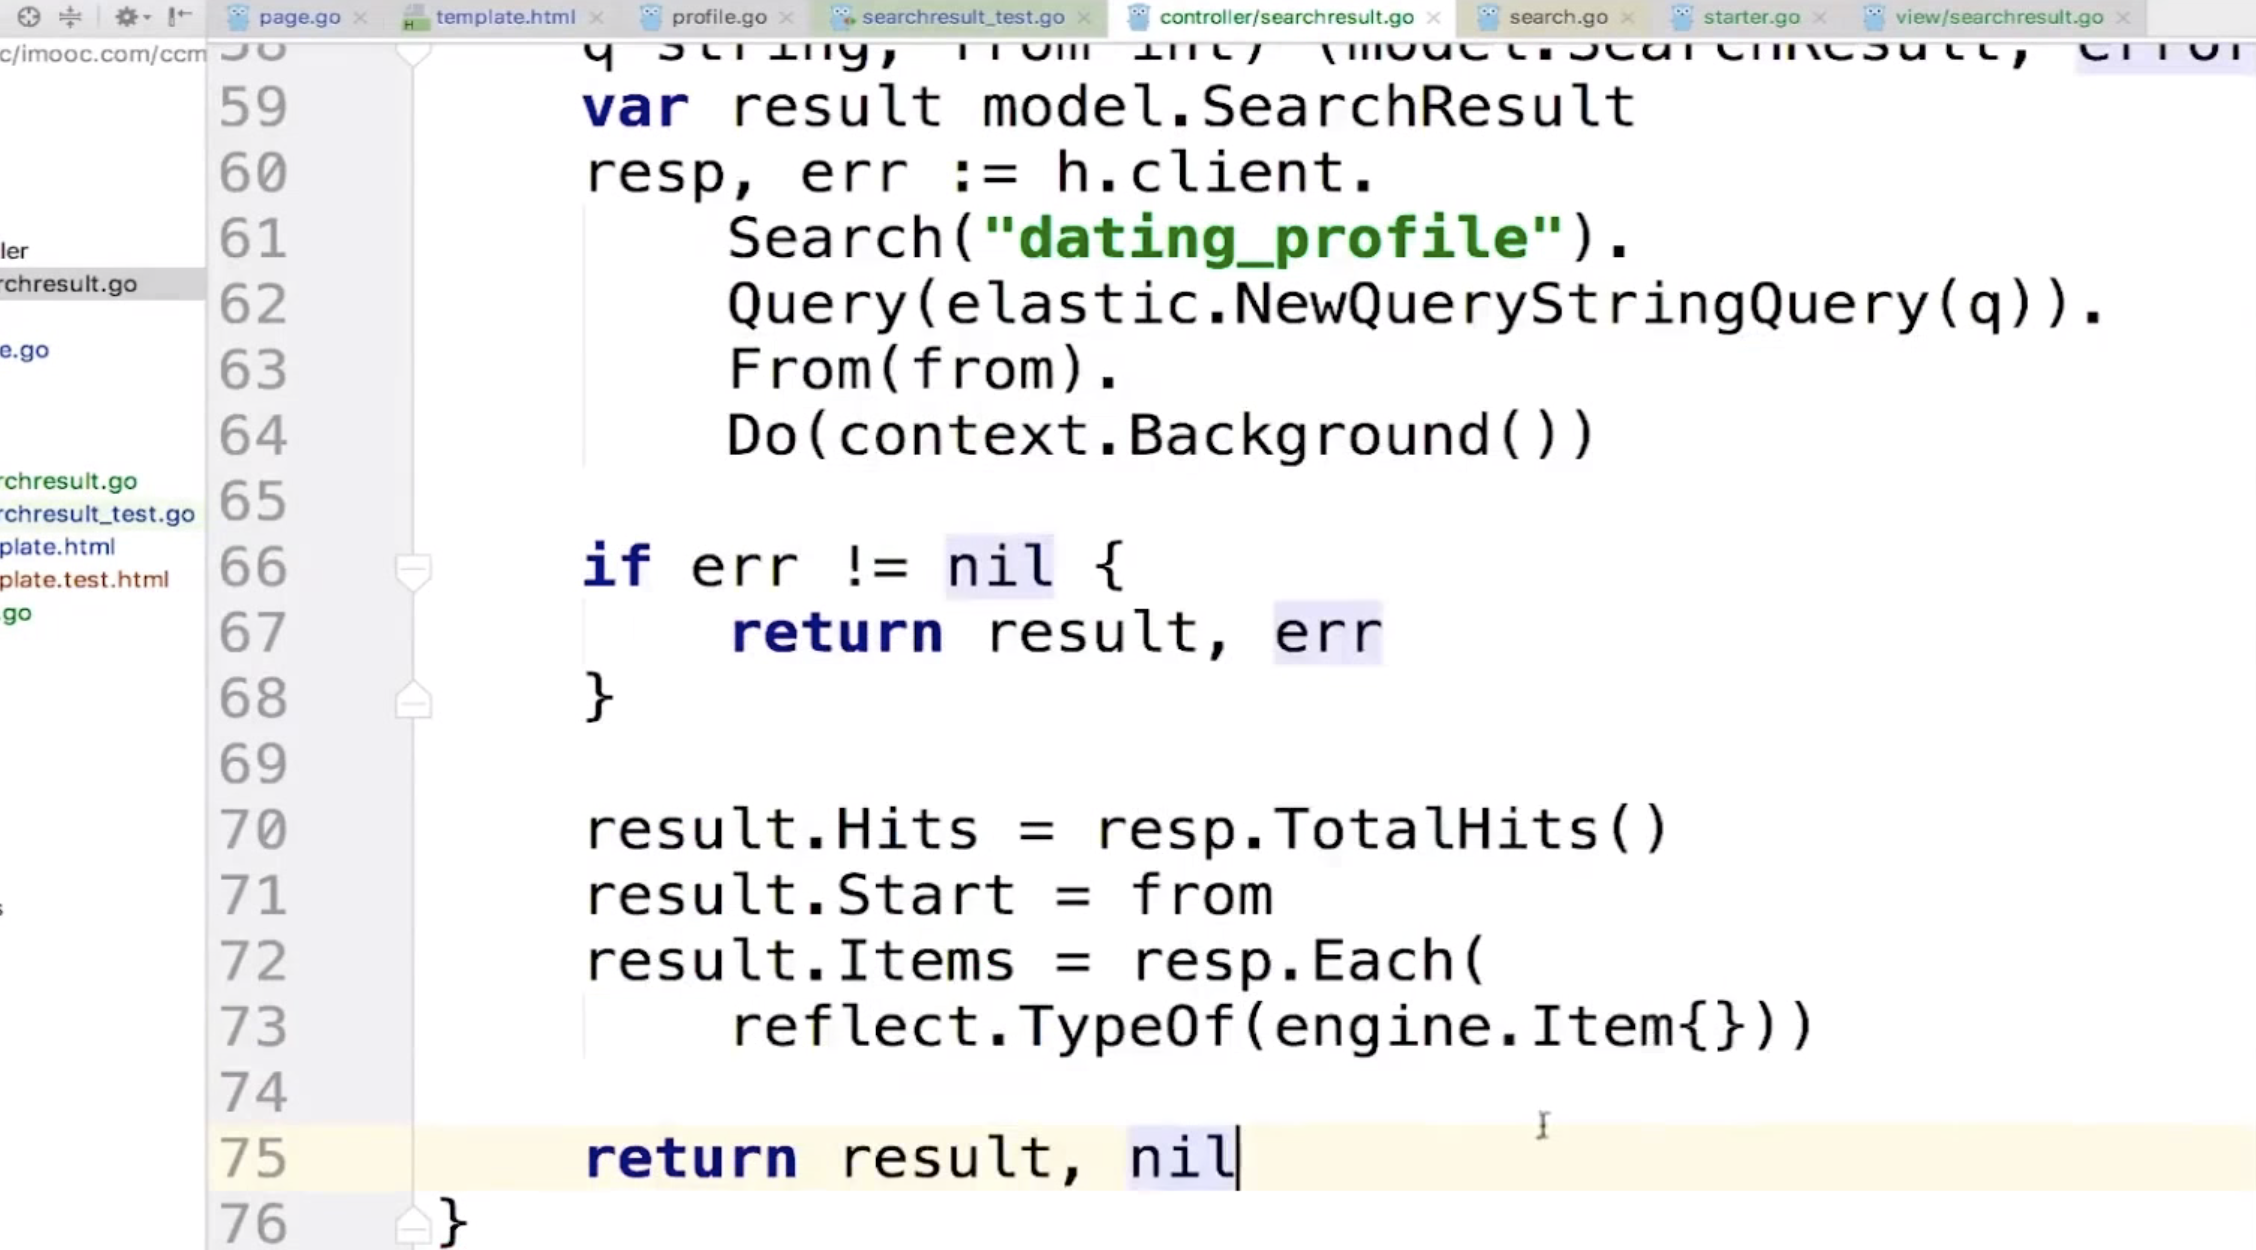 page.go template.html profile.go searchresult_test.go controller/searchresult.go search.go starter.go view/searchresult.go
c/imooc.com/ccm
ler
rchresult.go
e.go
rchresult.go
rchresult_test.go
plate.html
plate.test.html
.go
s
58 q string, from int) (model.SearchResult, error
59 var result model.SearchResult
60 resp, err := h.client.
61 Search("dating_profile").
62 Query(elastic.NewQueryStringQuery(q)).
63 From(from).
64 Do(context.Background())
65
66 if err != nil {
67 return result, err
68 }
69
70 result.Hits = resp.TotalHits()
71 result.Start = from
72 result.Items = resp.Each(
73 reflect.TypeOf(engine.Item{}))
74
75 return result, nil
76 }